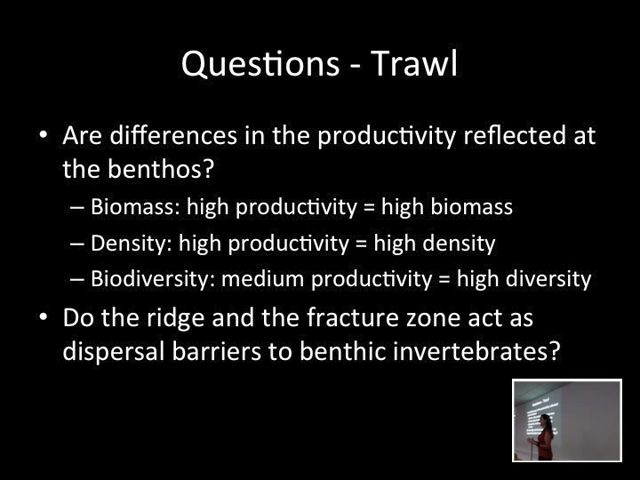 Questions - Trawl
• Are differences in the productivity reflected at
the benthos?
– Biomass: high productivity = high biomass
– Density: high productivity = high density
– Biodiversity: medium productivity = high diversity
• Do the ridge and the fracture zone act as
dispersal barriers to benthic invertebrates?